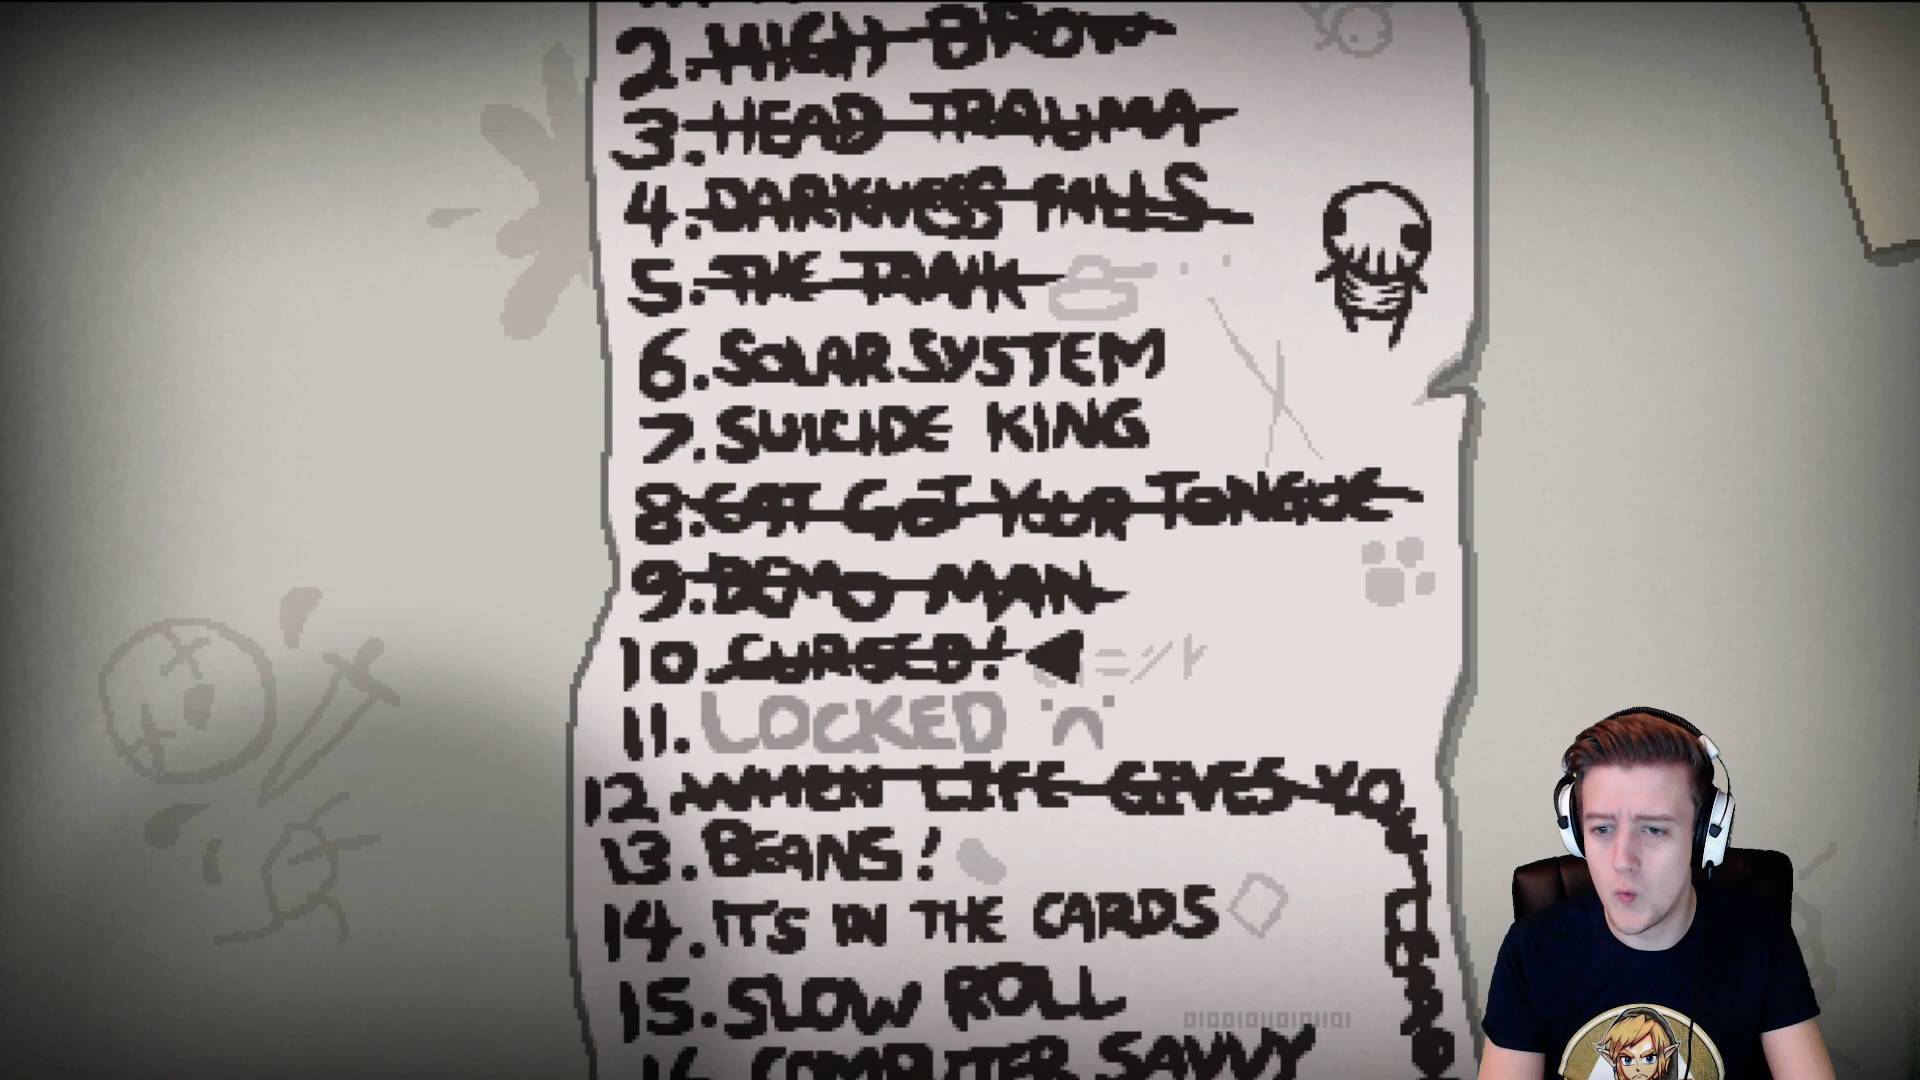 2. HIGH BROW
3. HEAD TRAUMA
4. DARKNESS FALLS
5. THE TANK
6. SOLAR SYSTEM
7. SUICIDE KING
8. CAT GOT YOUR TONGUE
9. DEMO MAN
10. CURSED!
11. LOCKED
12 WHEN LIFE GIVES YOU LEMO
13. BEANS!
14. IT'S IN THE CARDS
15. SLOW ROLL
16 COMPUTER SAVVY